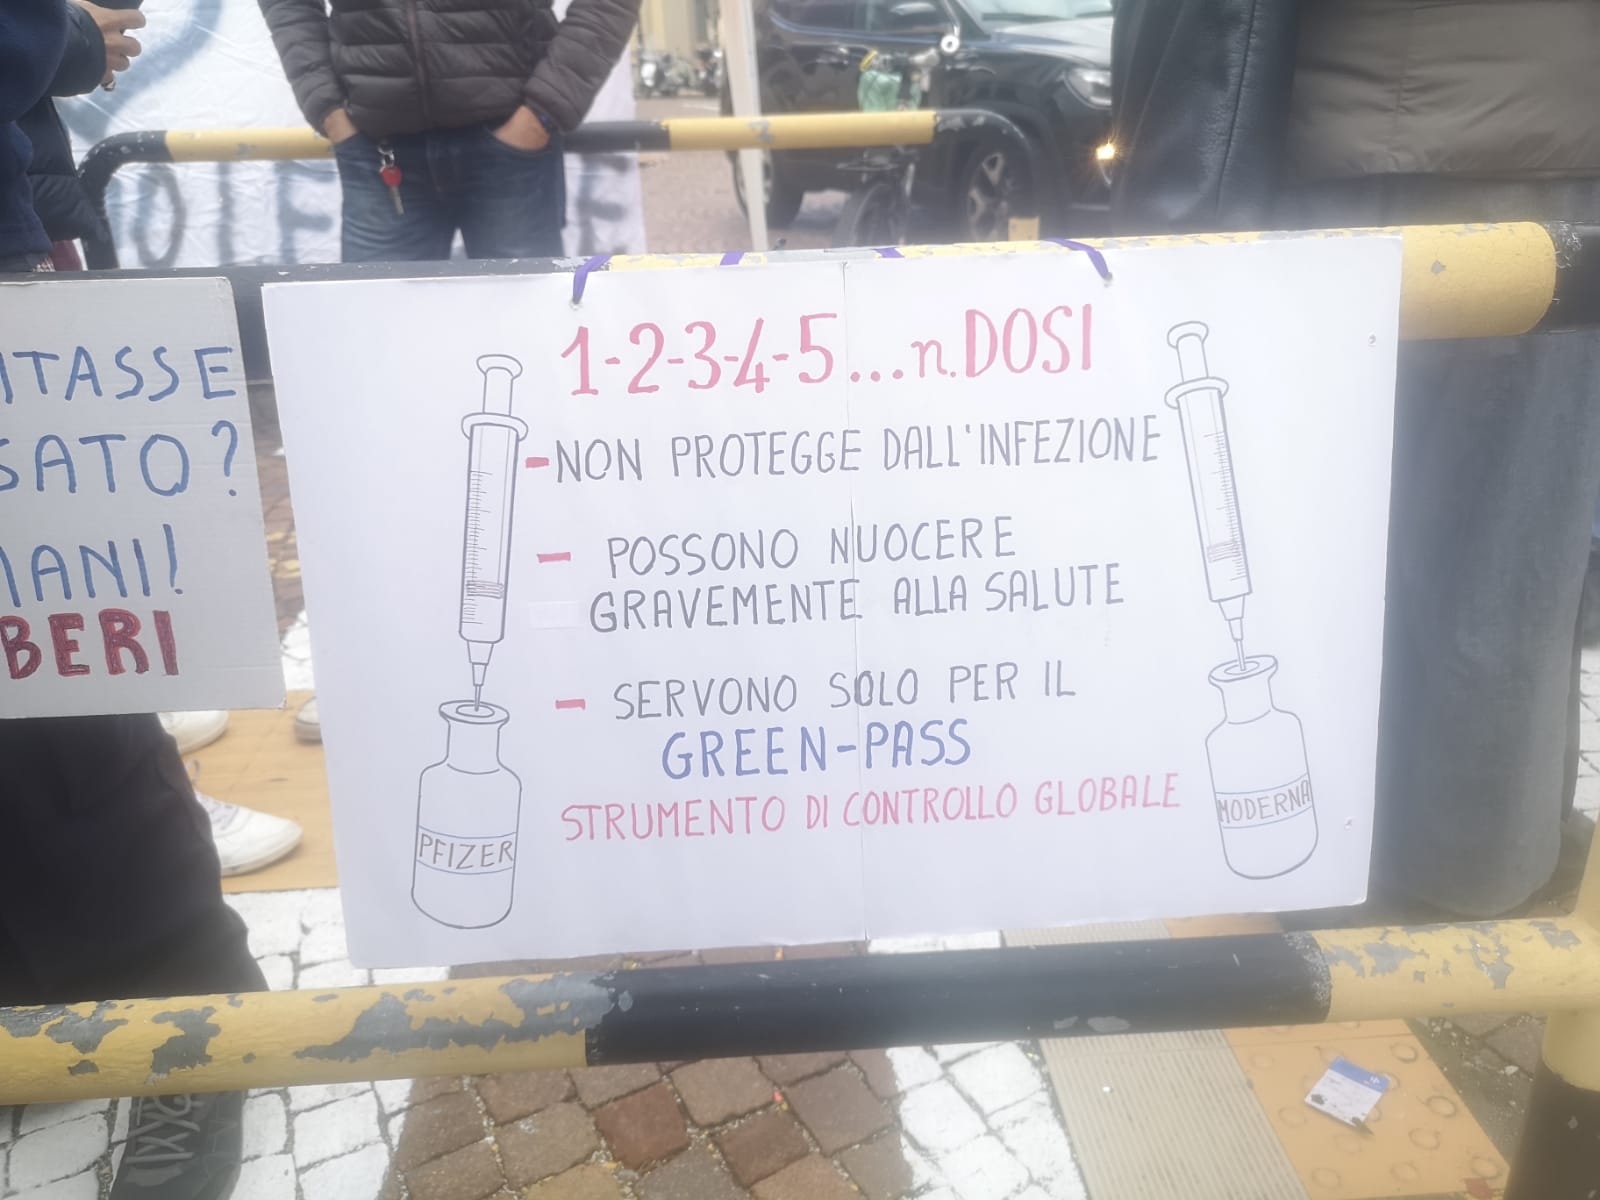 1-2-3-4-5...n.DOSI
-NON PROTEGGE DALL'INFEZIONE
- POSSONO NUOCERE
GRAVEMENTE ALLA SALUTE
- SERVONO SOLO PER IL
GREEN-PASS
STRUMENTO DI CONTROLLO GLOBALE
PFIZER
MODERNA
ITASSE
SATO?
MANI!
BERI